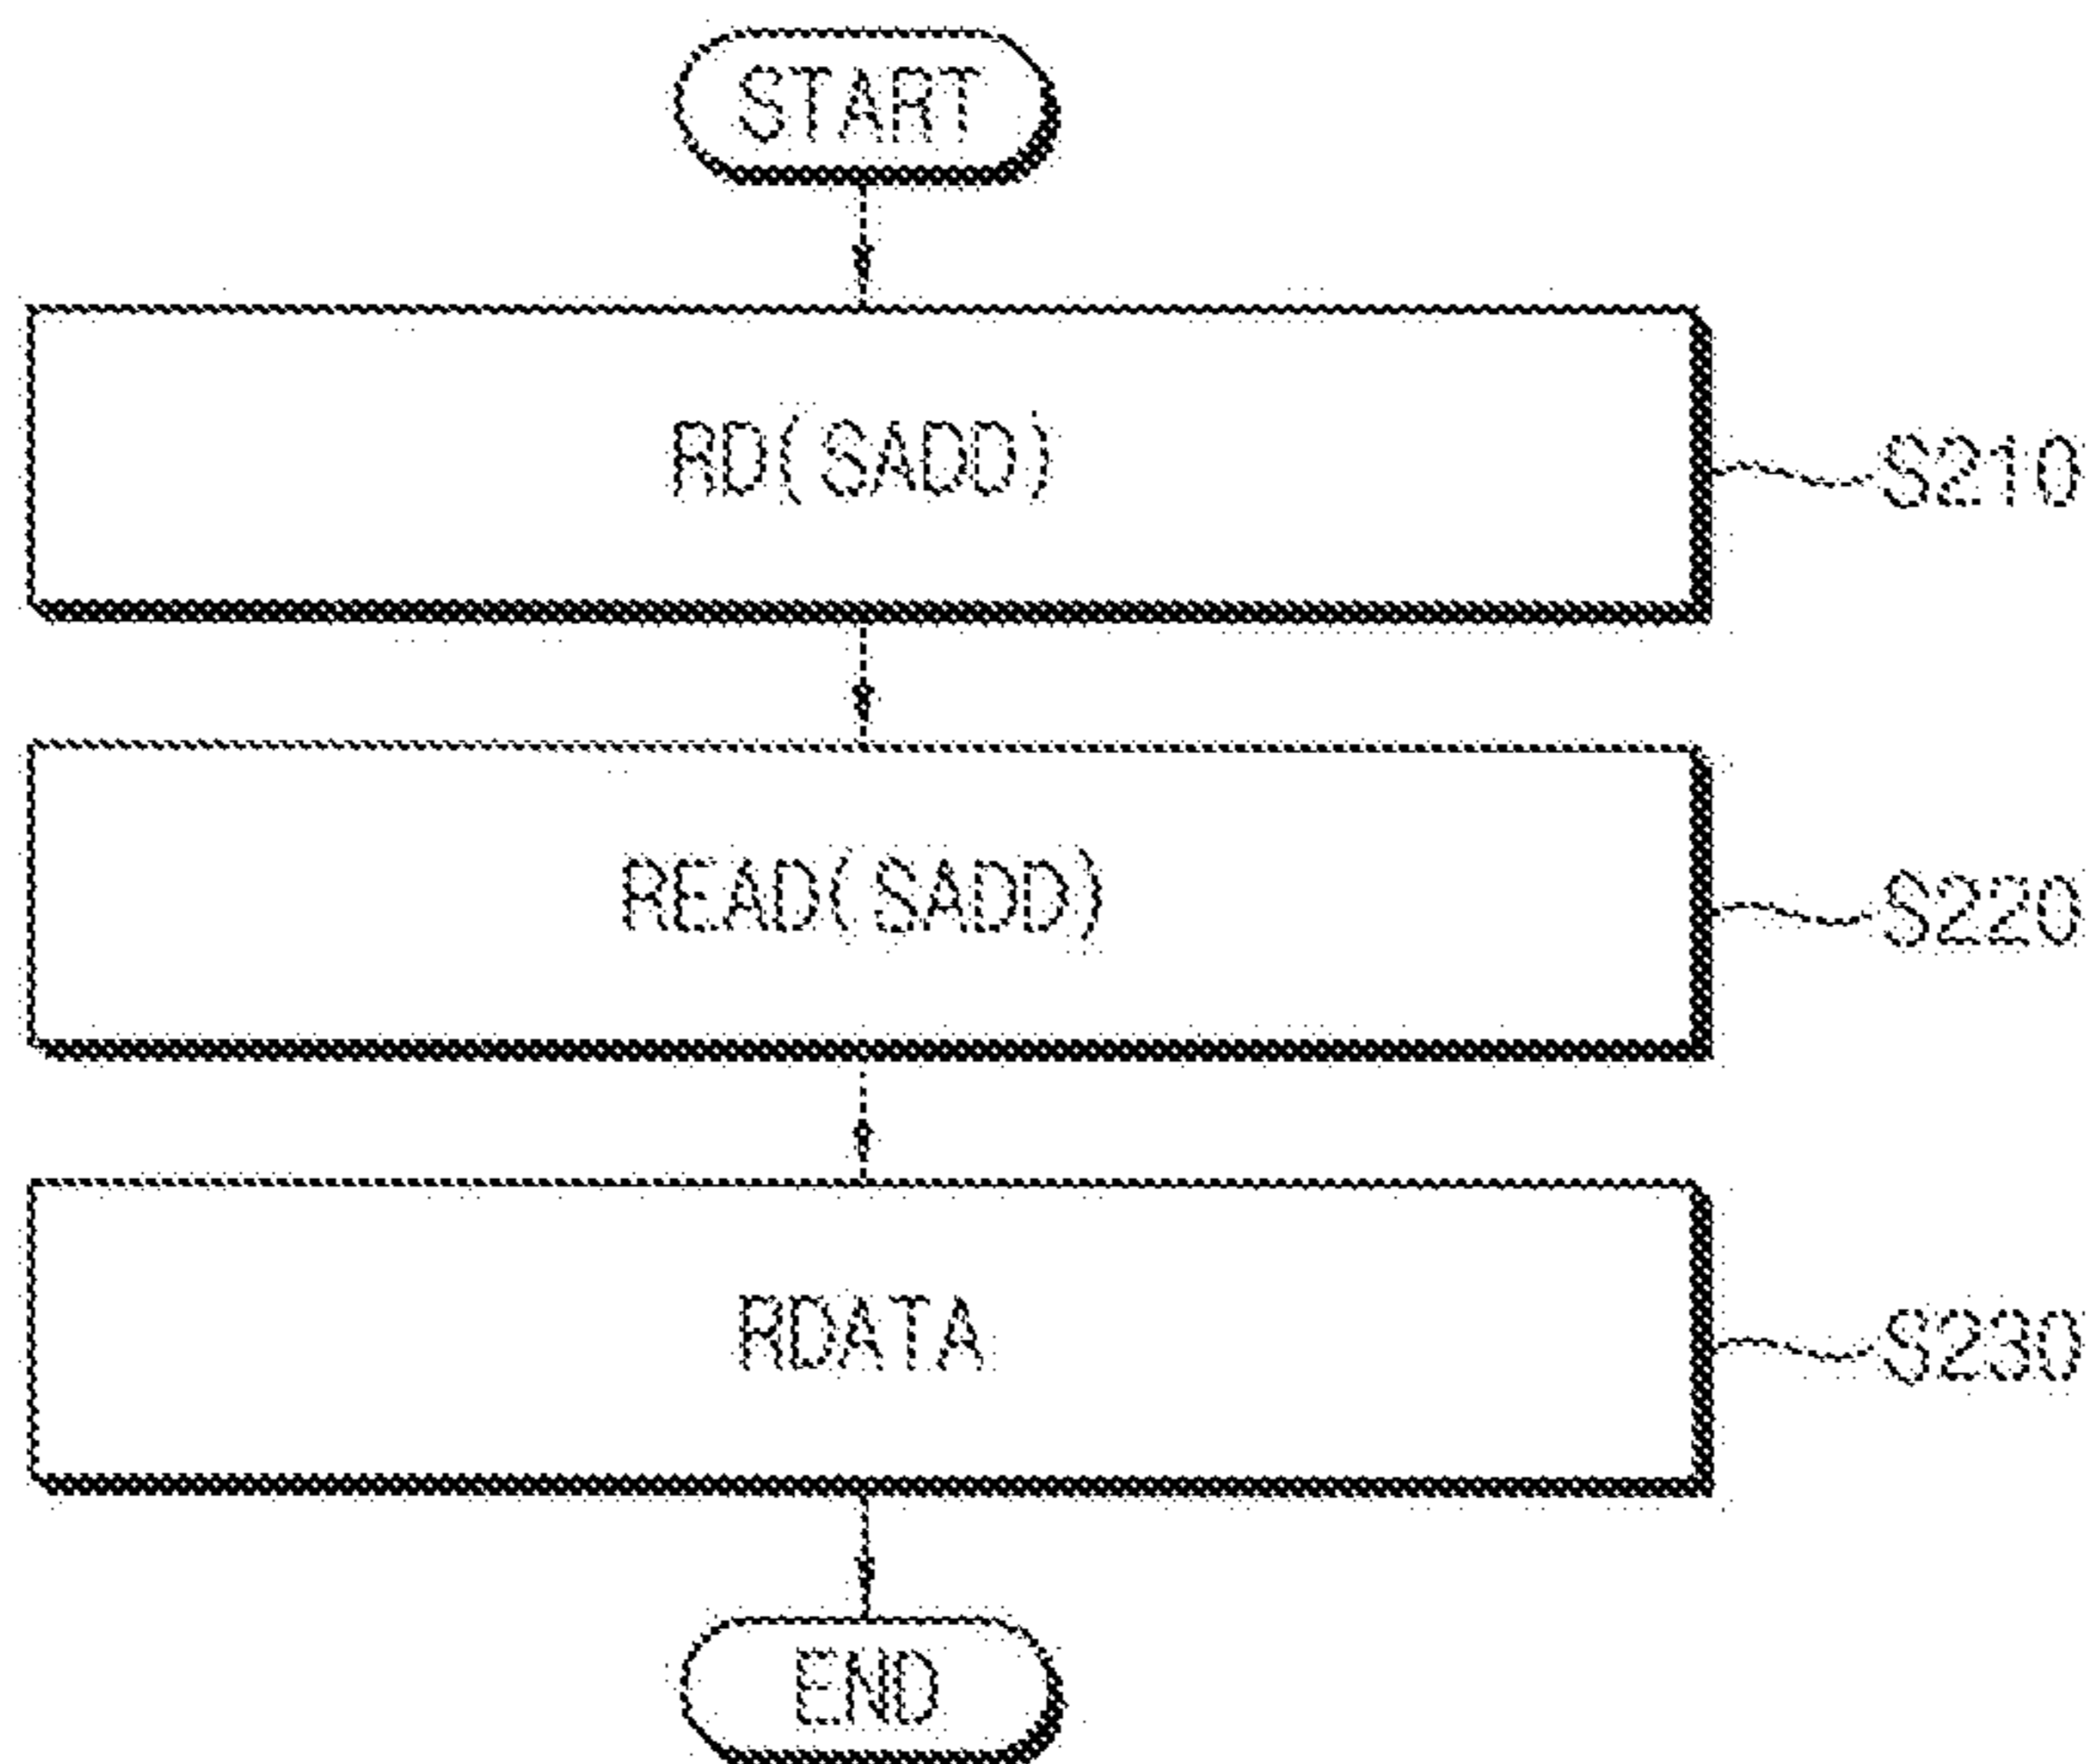 START
RD(SADD)
S210
READ(SADD)
S220
RDATA
S230
END